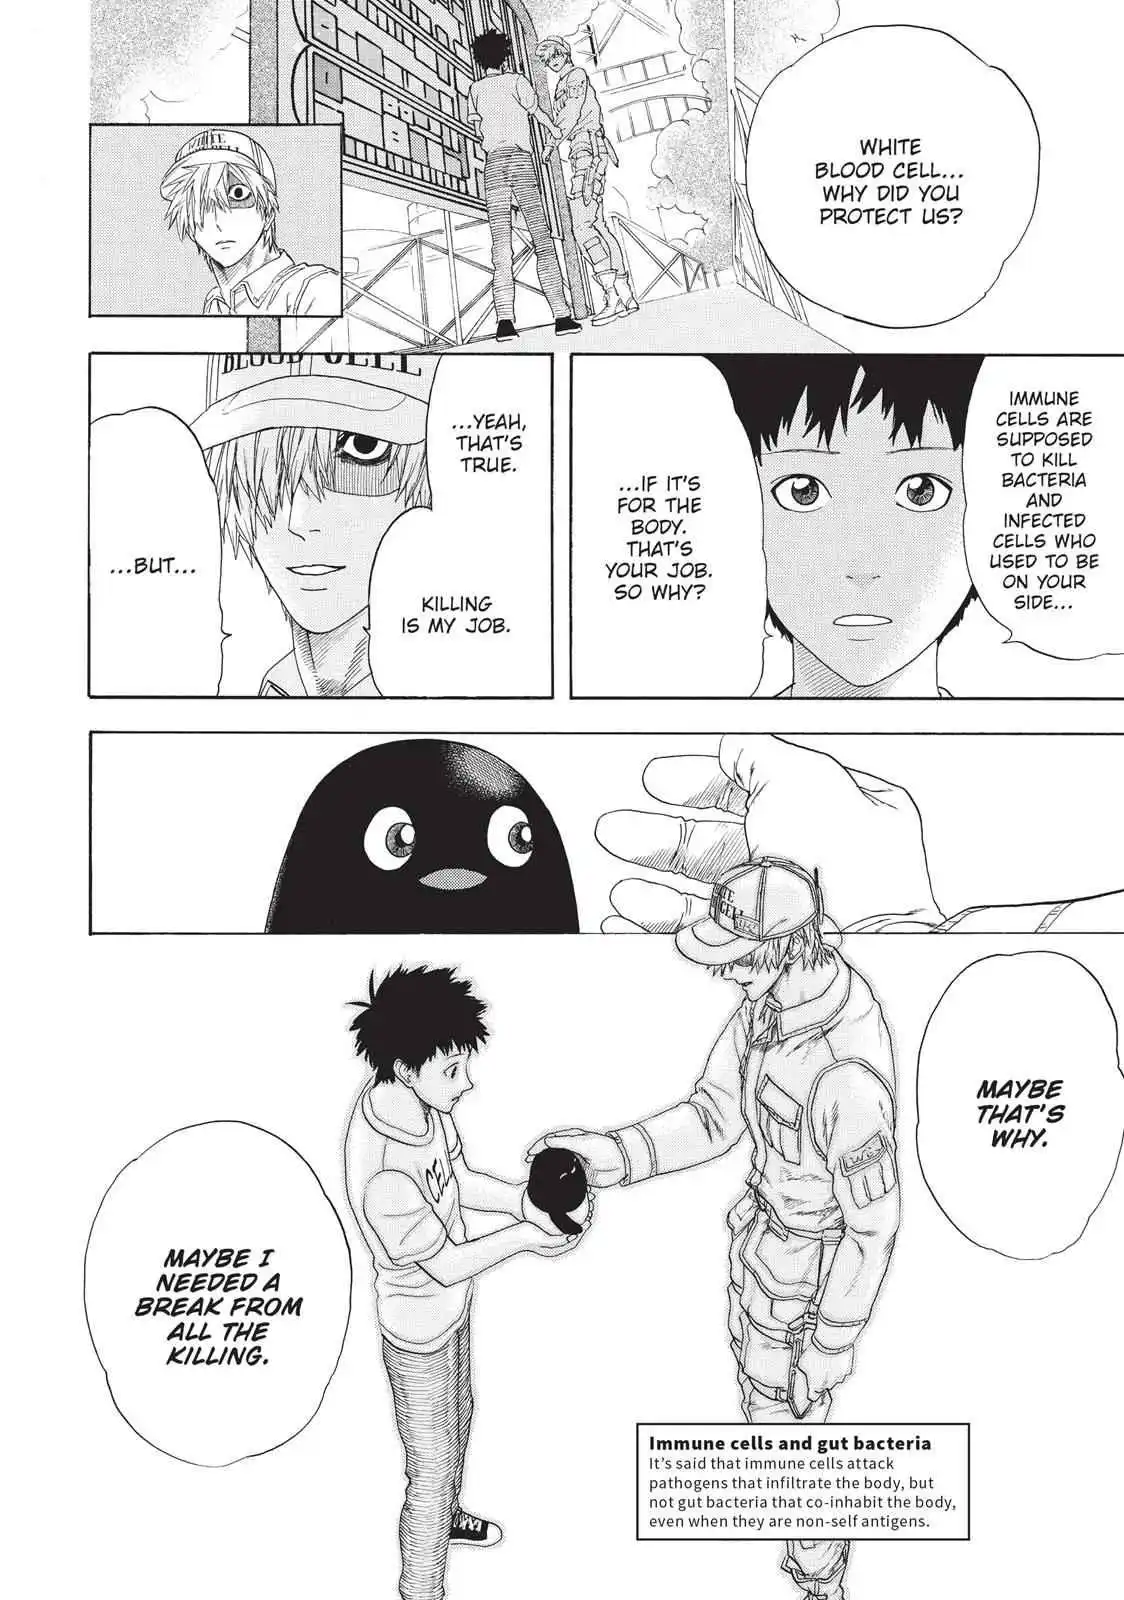 WHITE
BLOOD CELL...
WHY DID YOU
PROTECT US?
WHITE
IMMUNE
CELLS ARE
SUPPOSED
TO KILL
BACTERIA
AND
INFECTED
CELLS WHO
USED TO BE
ON YOUR
SIDE...
...IF IT'S
FOR THE
BODY.
THAT'S
YOUR JOB.
SO WHY?
BLOOD CELL
...YEAH,
THAT'S
TRUE.
KILLING
IS MY JOB.
...BUT...
MAYBE
THAT'S
WHY.
CELL
MAYBE I
NEEDED A
BREAK FROM
ALL THE
KILLING.
Immune cells and gut bacteria
It's said that immune cells attack
pathogens that infiltrate the body, but
not gut bacteria that co-inhabit the body,
even when they are non-self antigens.